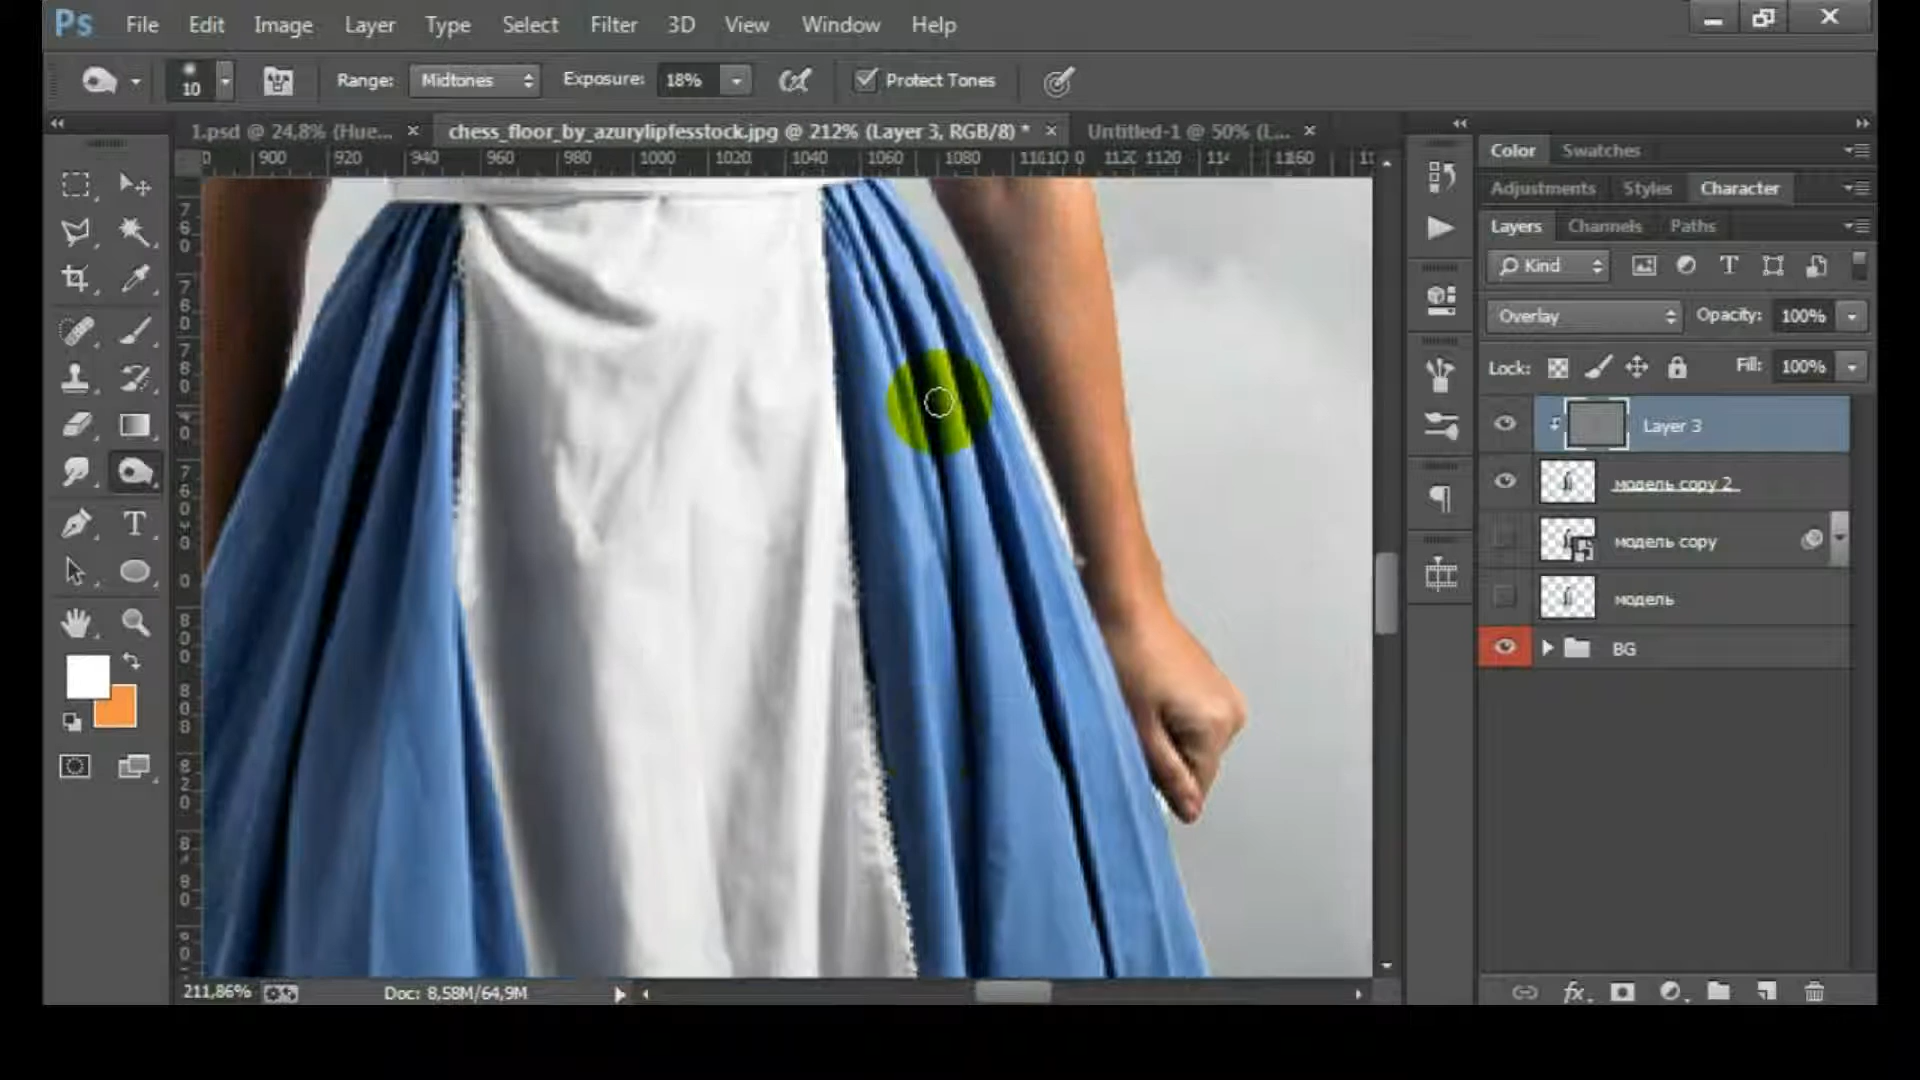 Ps File Edit Image Layer Type Select Filter 3D View Window Help
10 Range: Midtones Exposure: 18% Protect Tones
1.psd @ 24,8% (Hue... × chess_floor_by_azurylipfesstock.jpg @ 212% (Layer 3, RGB/8) * × Untitled-1 @ 50% (L... ×
900 920 940 960 980 1000 1020 1040 1060 1080
Color Swatches
Adjustments Styles Character
Layers Channels Paths
Kind
Overlay Opacity: 100%
Lock: Fill: 100%
Layer 3
модель copy 2
модель copy
модель
BG
T
fx
211,86% Doc: 8,58M/64,9M